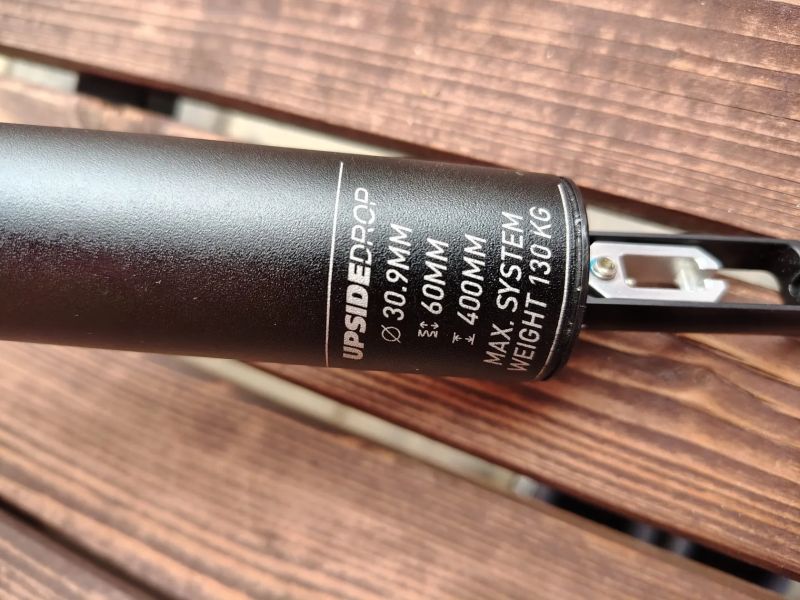 UPSIDEDROP
Ø 30.9MM
60MM
400MM
MAX. SYSTEM
WEIGHT 130 KG